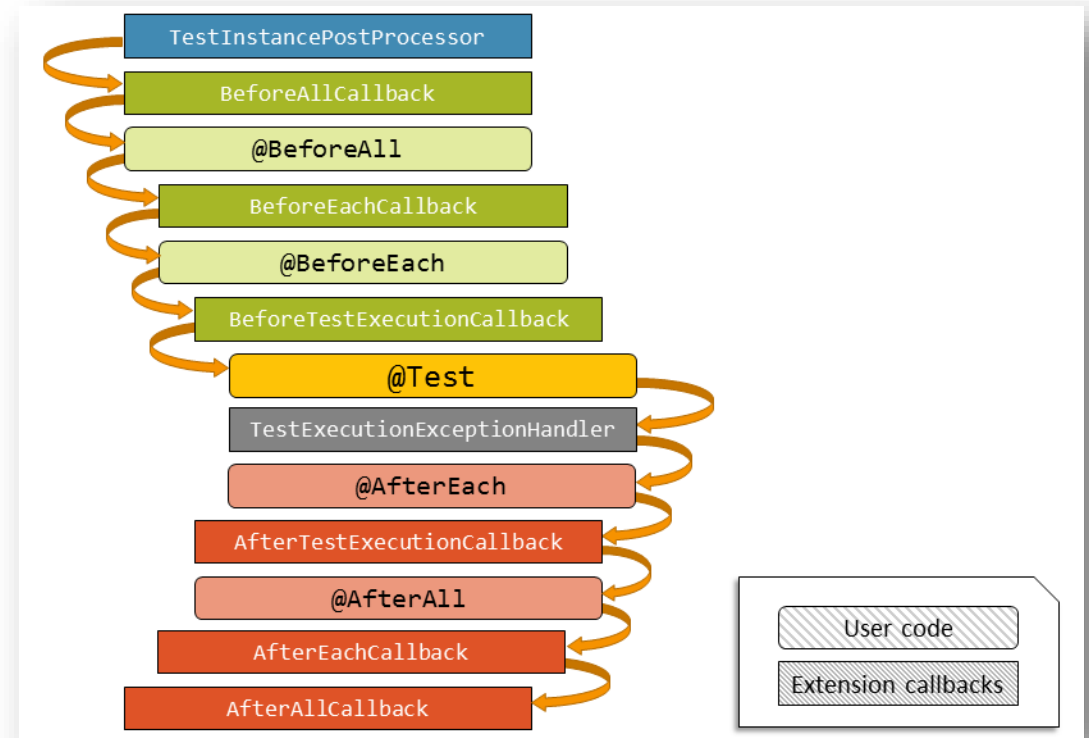 TestInstancePostProcessor
BeforeAllCallback
@BeforeAll
BeforeEachCallback
@BeforeEach
BeforeTestExecutionCallback
@Test
TestExecutionExceptionHandler
@AfterEach
AfterTestExecutionCallback
@AfterAll
AfterEachCallback
AfterAllCallback
User code
Extension callbacks